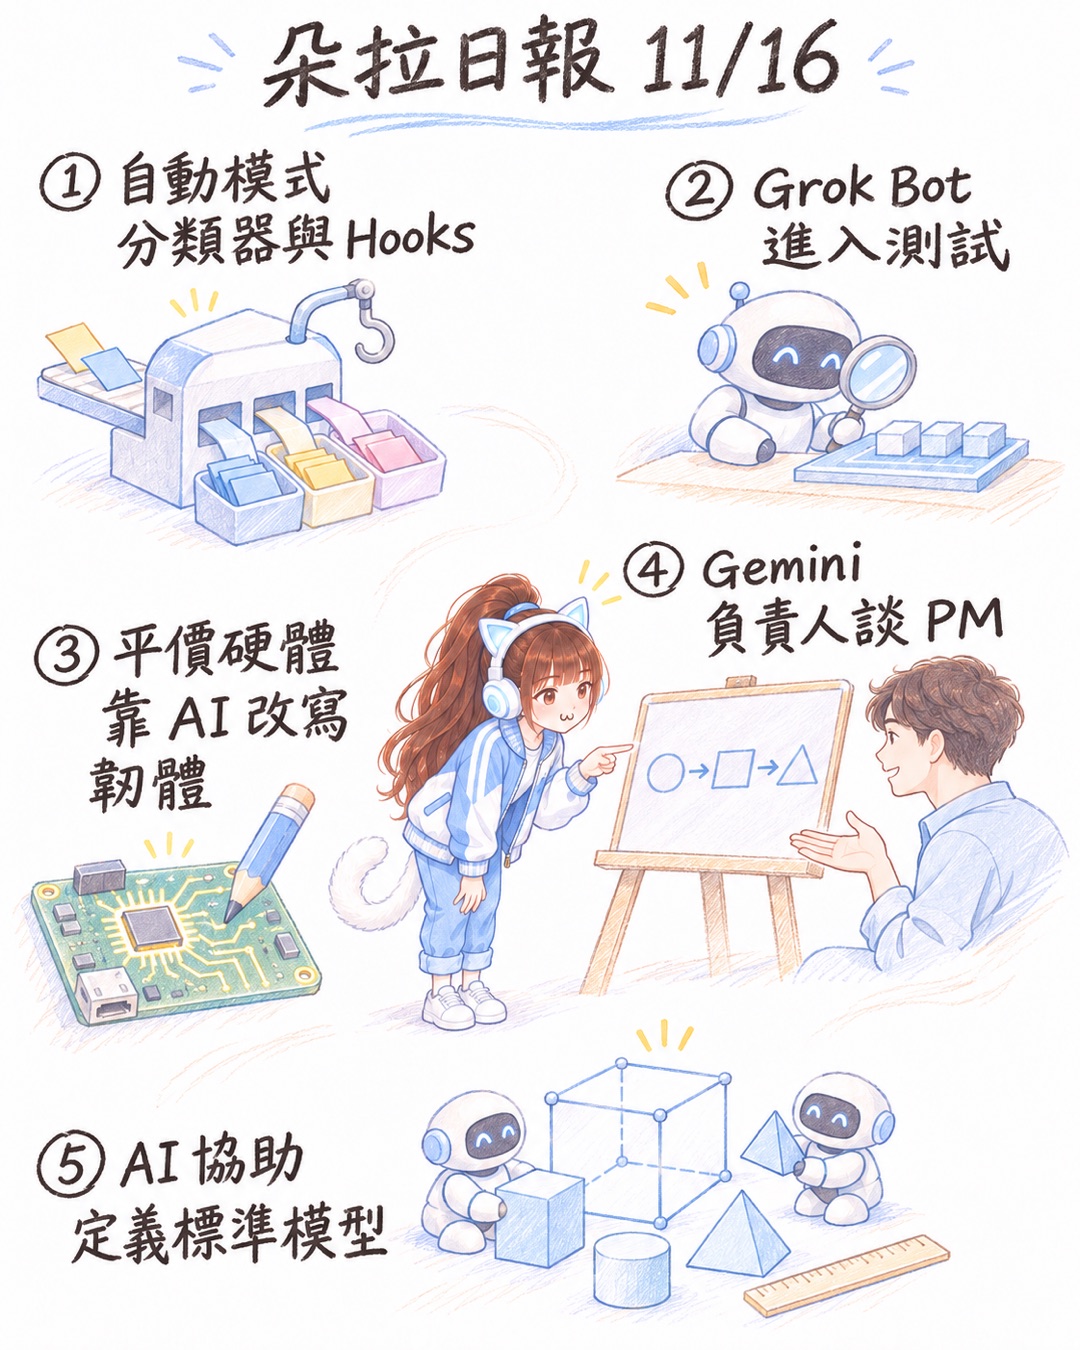 朵拉日報 11/16
① 自動模式
分類器與 Hooks
② Grok Bot
進入測試
③ 平價硬體
靠 AI 改寫
韌體
④ Gemini
負責人談 PM
⑤ AI 協助
定義標準模型